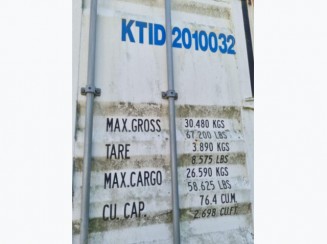 KTID 2010032
MAX.GROSS 30.480 KGS
67.200 LBS
TARE 3.890 KGS
8.575 LBS
MAX.CARGO 26.590 KGS
58.625 LBS
CU. CAP. 76.4 CU.M.
2.698 CU.FT